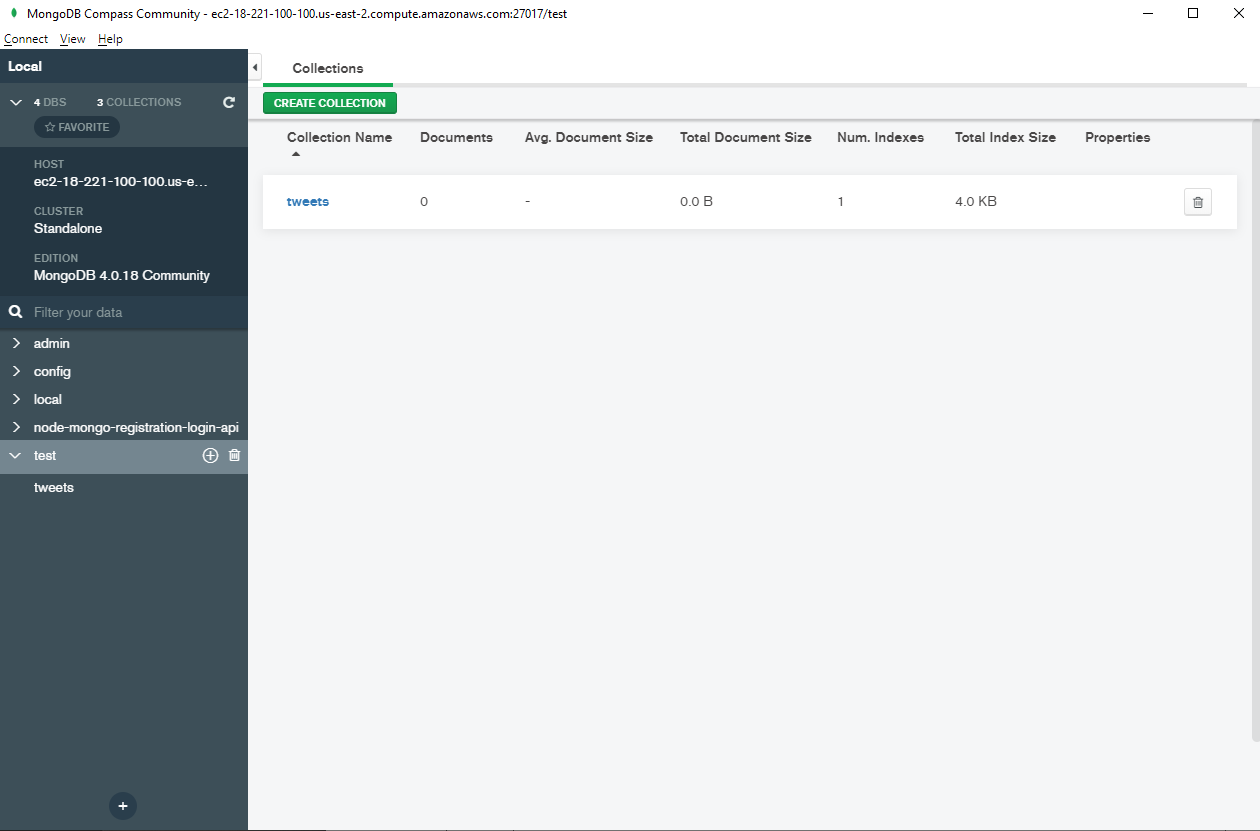 MongoDB Compass Community - ec2-18-221-100-100.us-east-2.compute.amazonaws.com:27017/test
Connect View Help
Local
4 DBS 3 COLLECTIONS
FAVORITE
HOST
ec2-18-221-100-100.us-e...
CLUSTER
Standalone
EDITION
MongoDB 4.0.18 Community
Filter your data
admin
config
local
node-mongo-registration-login-api
test
tweets
Collections
CREATE COLLECTION
Collection Name Documents Avg. Document Size Total Document Size Num. Indexes Total Index Size Properties
tweets 0 - 0.0 B 1 4.0 KB